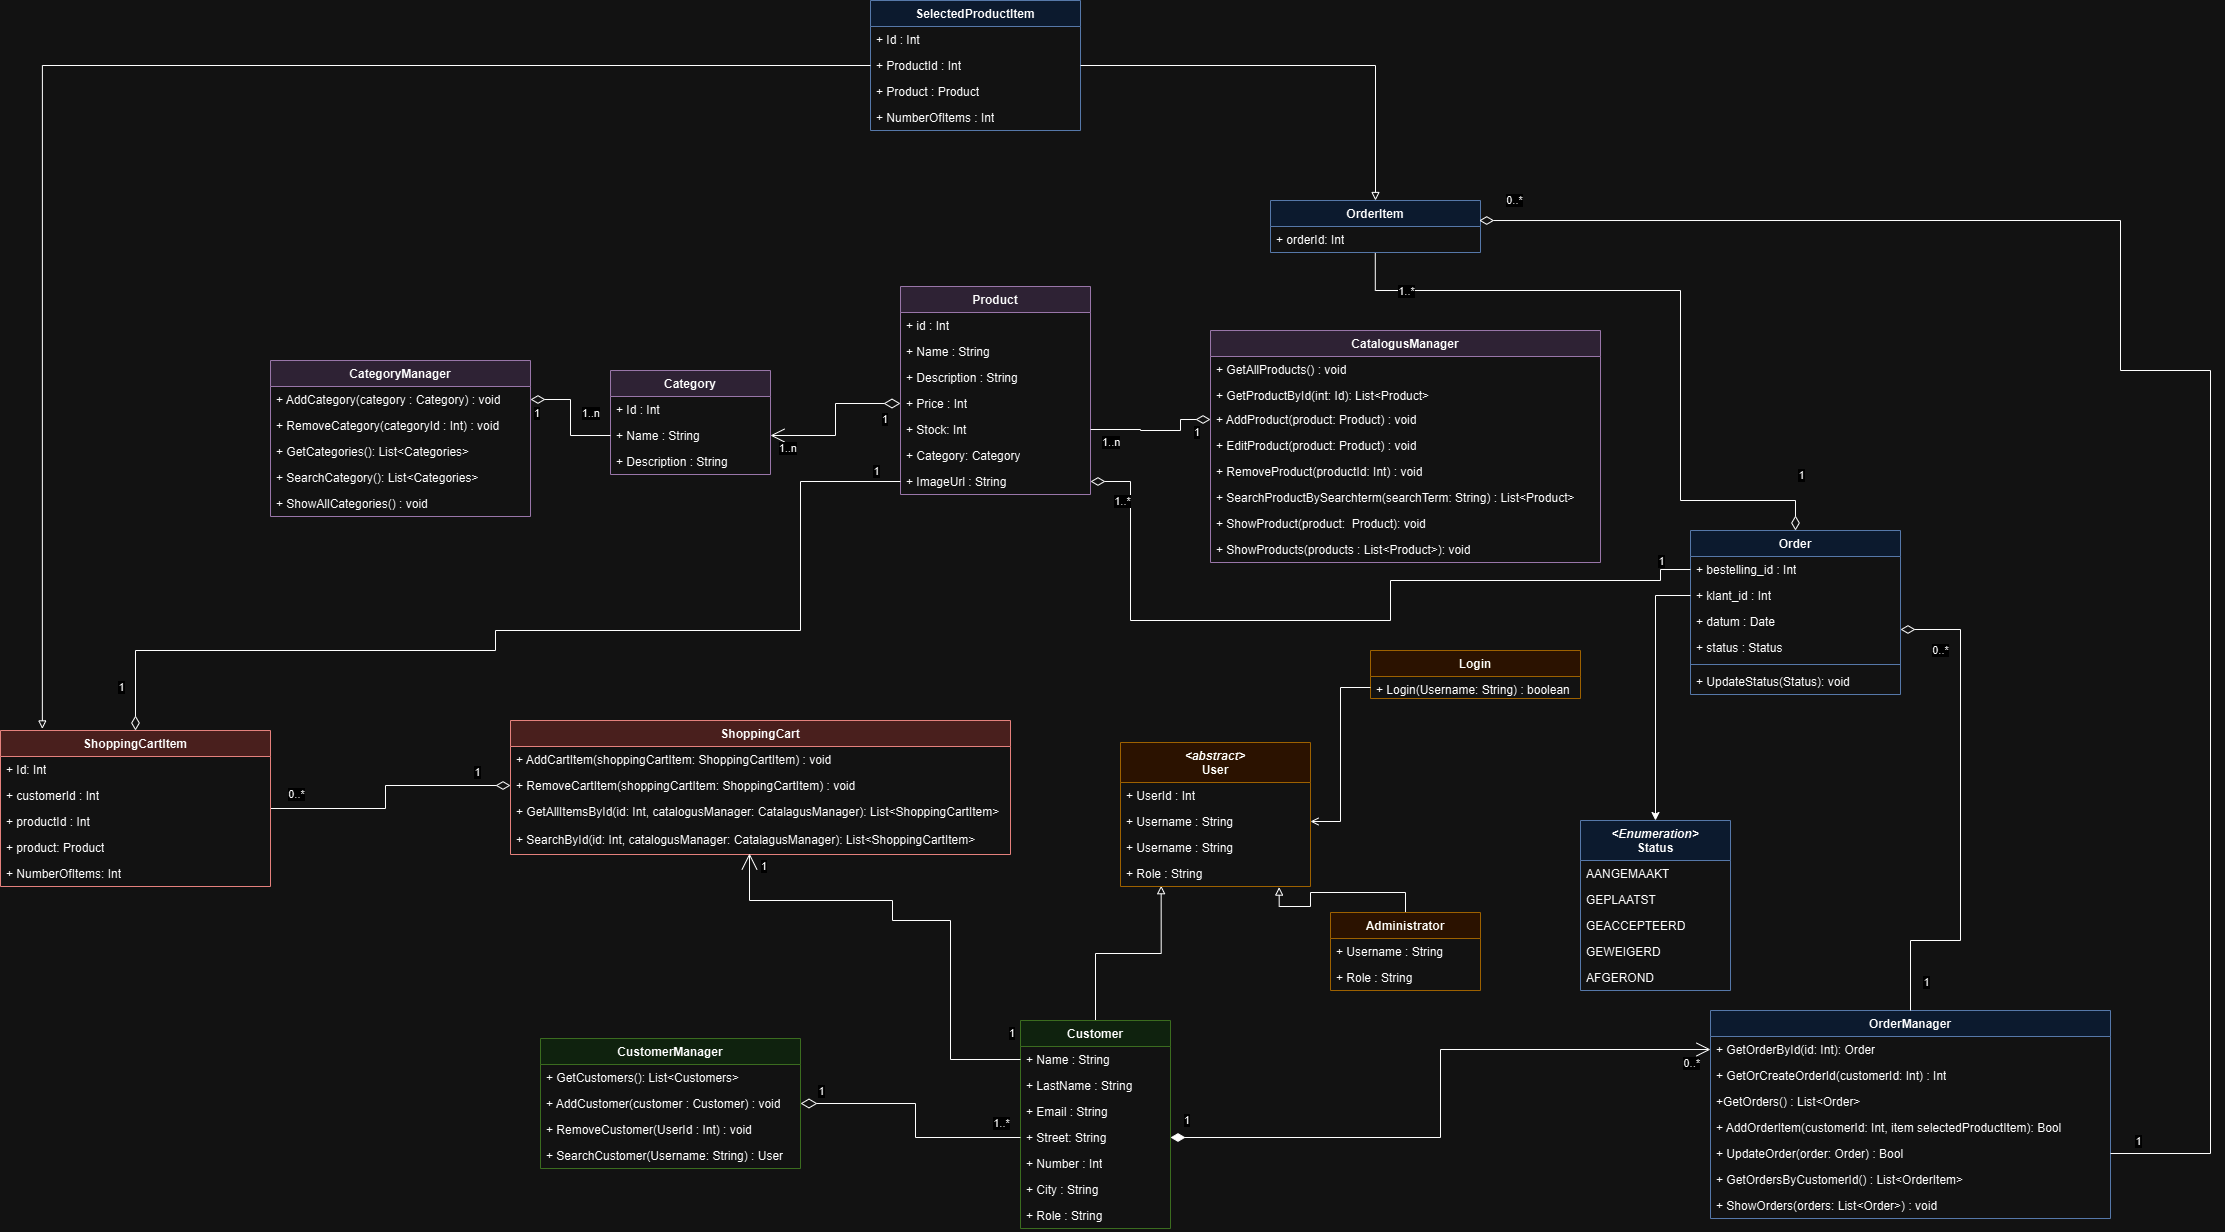 SelectedProductItem
+ Id : Int
+ ProductId : Int
+ Product : Product
+ NumberOfItems : Int
OrderItem
+ orderId: Int
0..*
1..*
Product
+ id : Int
+ Name : String
+ Description : String
+ Price : Int
+ Stock: Int
+ Category: Category
+ ImageUrl : String
CatalogusManager
+ GetAllProducts() : void
+ GetProductById(int: Id): List<Product>
+ AddProduct(product: Product) : void
+ EditProduct(product: Product) : void
+ RemoveProduct(productId: Int) : void
+ SearchProductBySearchterm(searchTerm: String) : List<Product>
+ ShowProduct(product:  Product): void
+ ShowProducts(products : List<Product>): void
CategoryManager
+ AddCategory(category : Category) : void
+ RemoveCategory(categoryId : Int) : void
+ GetCategories(): List<Categories>
+ SearchCategory(): List<Categories>
+ ShowAllCategories() : void
1
1..n
Category
+ Id : Int
+ Name : String
+ Description : String
1
1..n
1
1..n
1
1..*
1
1
Order
+ bestelling_id : Int
+ klant_id : Int
+ datum : Date
+ status : Status
+ UpdateStatus(Status): void
0..*
Login
+ Login(Username: String) : boolean
1
ShoppingCartItem
+ Id: Int
+ customerId : Int
+ productId : Int
+ product: Product
+ NumberOfItems: Int
0..*
1
ShoppingCart
+ AddCartItem(shoppingCartItem: ShoppingCartItem) : void
+ RemoveCartItem(shoppingCartItem: ShoppingCartItem) : void
+ GetAllItemsById(id: Int, catalogusManager: CatalagusManager): List<ShoppingCartItem>
+ SearchById(id: Int, catalogusManager: CatalagusManager): List<ShoppingCartItem>
1
<abstract>
User
+ UserId : Int
+ Username : String
+ Username : String
+ Role : String
Administrator
+ Username : String
+ Role : String
<Enumeration>
Status
AANGEMAAKT
GEPLAATST
GEACCEPTEERD
GEWEIGERD
AFGEROND
1
CustomerManager
+ GetCustomers(): List<Customers>
+ AddCustomer(customer : Customer) : void
+ RemoveCustomer(UserId : Int) : void
+ SearchCustomer(Username: String) : User
1
1..*
1
Customer
+ Name : String
+ LastName : String
+ Email : String
+ Street: String
+ Number : Int
+ City : String
+ Role : String
1
0..*
OrderManager
+ GetOrderById(id: Int): Order
+ GetOrCreateOrderId(customerId: Int) : Int
+GetOrders() : List<Order>
+ AddOrderItem(customerId: Int, item selectedProductItem): Bool
+ UpdateOrder(order: Order) : Bool
+ GetOrdersByCustomerId() : List<OrderItem>
+ ShowOrders(orders: List<Order>) : void
1